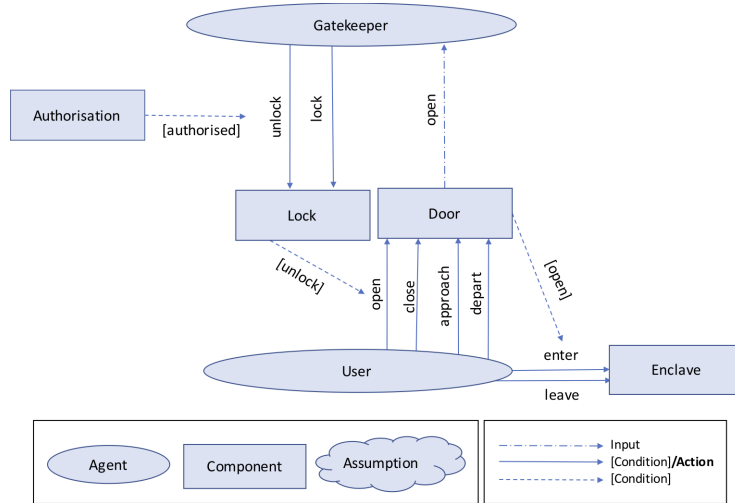 Gatekeeper
Authorisation
[authorised]
unlock
lock
open
Lock
Door
[unlock]
open
close
approach
depart
[open]
User
enter
leave
Enclave
Agent
Component
Assumption
Input
[Condition]/Action
[Condition]